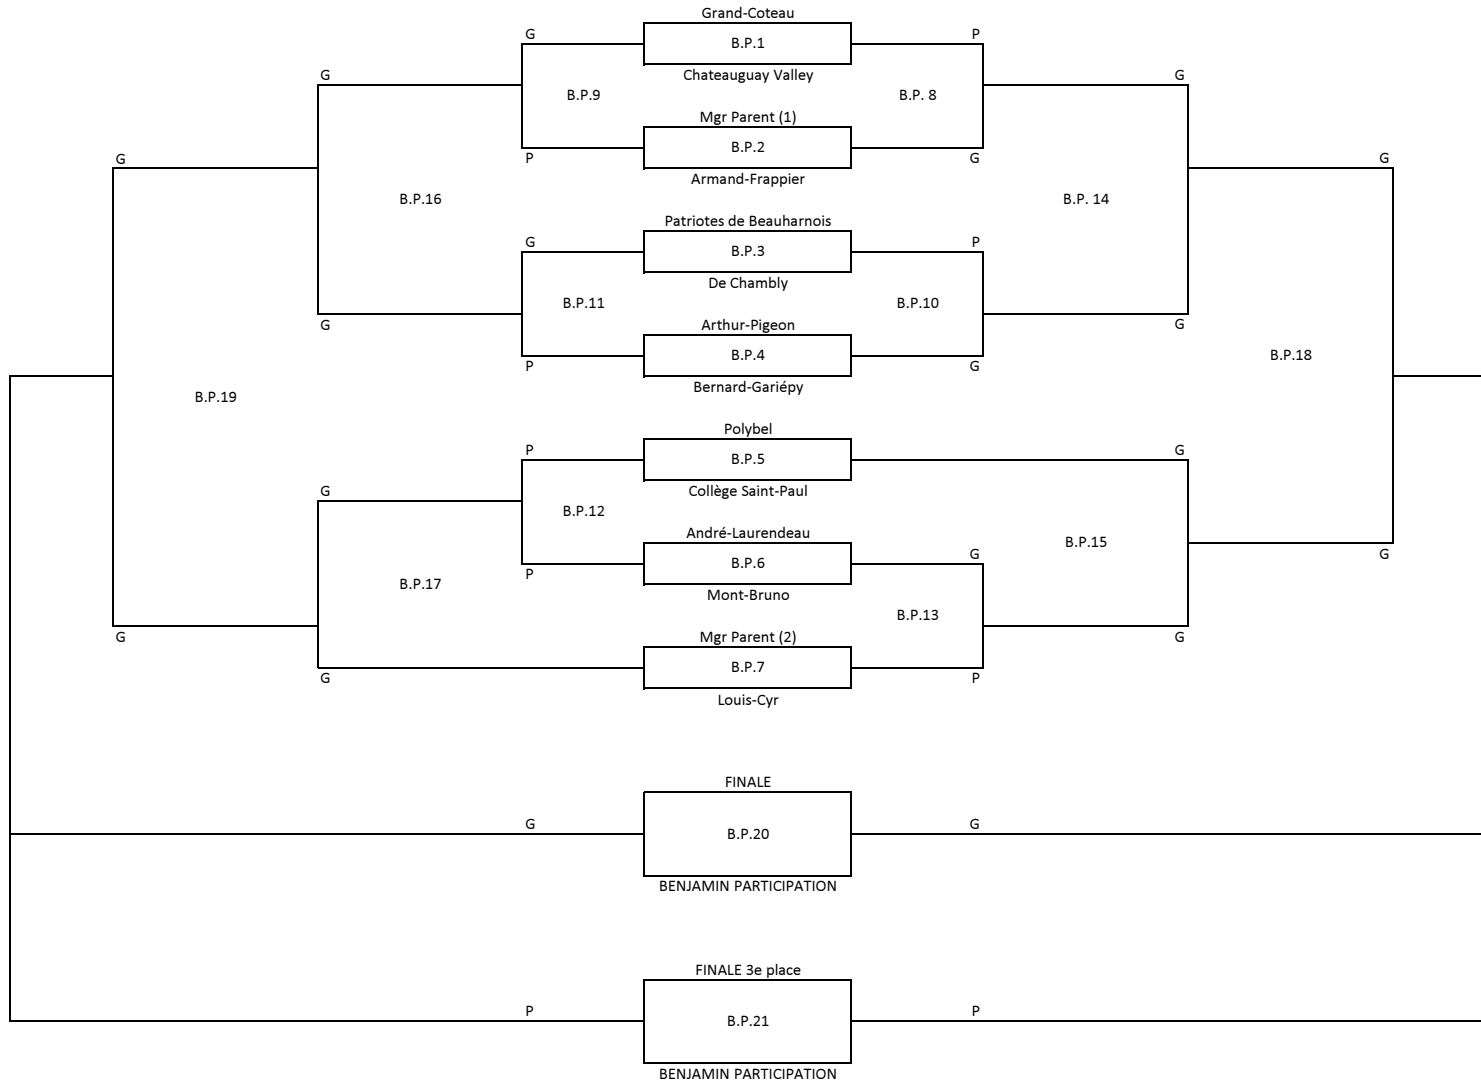 Grand-Coteau
G
B.P.1
P
G
Chateauguay Valley
G
B.P.9
B.P. 8
Mgr Parent (1)
B.P.2
G
P
G
G
Armand-Frappier
B.P.16
B.P. 14
Patriotes de Beauharnois
G
B.P.3
P
De Chambly
B.P.11
B.P.10
G
Arthur-Pigeon
G
B.P.4
B.P.18
P
G
Bernard-Gariépy
B.P.19
Polybel
P
B.P.5
G
G
Collège Saint-Paul
B.P.12
André-Laurendeau
B.P.15
G
G
B.P.6
P
B.P.17
Mont-Bruno
B.P.13
G
Mgr Parent (2)
G
B.P.7
G
P
Louis-Cyr
FINALE
G
B.P.20
G
BENJAMIN PARTICIPATION
FINALE 3e place
P
B.P.21
P
BENJAMIN PARTICIPATION